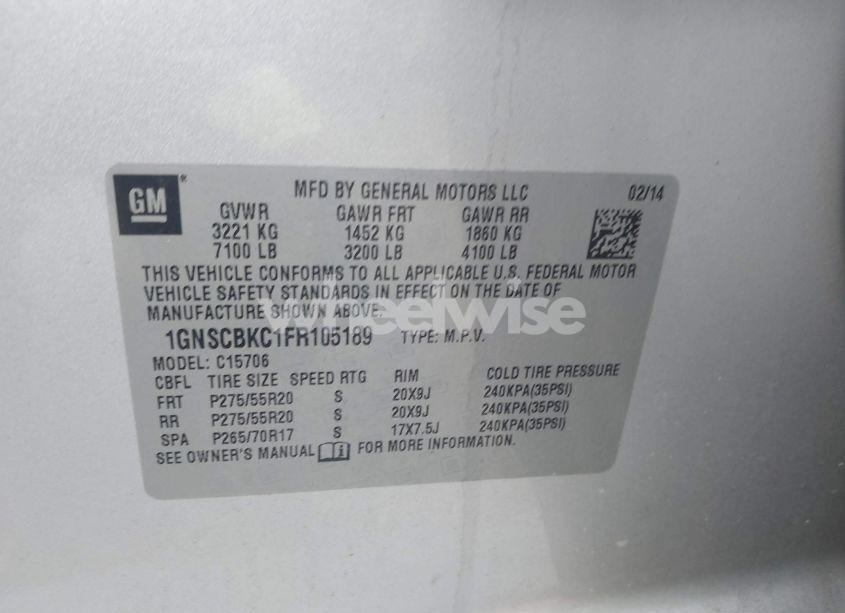 GM® MFD BY GENERAL MOTORS LLC 02/14
GVWR GAWR FRT GAWR RR
3221 KG 1452 KG 1860 KG
7100 LB 3200 LB 4100 LB
THIS VEHICLE CONFORMS TO ALL APPLICABLE U.S. FEDERAL MOTOR
VEHICLE SAFETY STANDARDS IN EFFECT ON THE DATE OF
MANUFACTURE SHOWN ABOVE.
wheelwise
1GNSCBKC1FR105189 TYPE: M.P.V.
MODEL: C15706
CBFL TIRE SIZE SPEED RTG RIM COLD TIRE PRESSURE
FRT P275/55R20 S 20X9J 240KPA(35PSI)
RR P275/55R20 S 20X9J 240KPA(35PSI)
SPA P265/70R17 S 17X7.5J 240KPA(35PSI)
SEE OWNER'S MANUAL i FOR MORE INFORMATION.